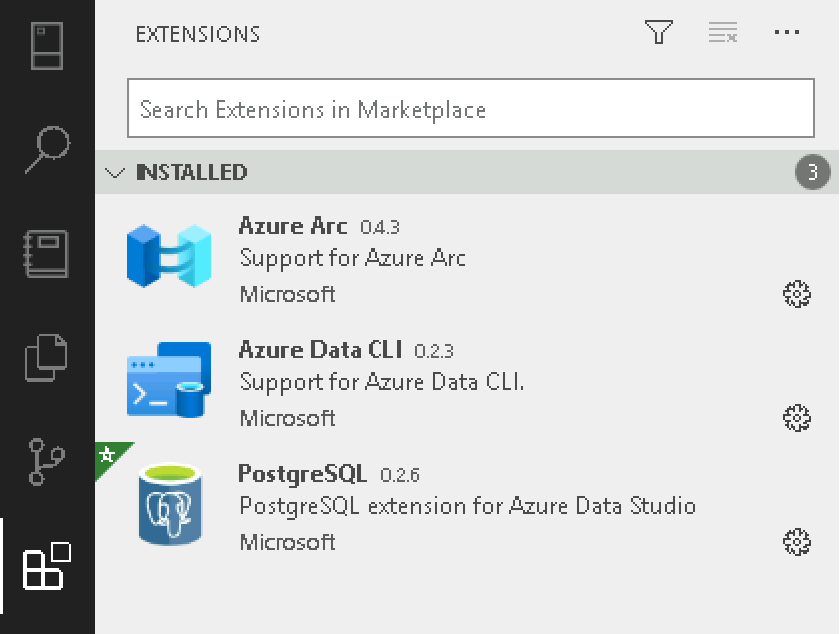 EXTENSIONS
Search Extensions in Marketplace
INSTALLED 3
Azure Arc 0.4.3
Support for Azure Arc
Microsoft
Azure Data CLI 0.2.3
Support for Azure Data CLI.
Microsoft
PostgreSQL 0.2.6
PostgreSQL extension for Azure Data Studio
Microsoft